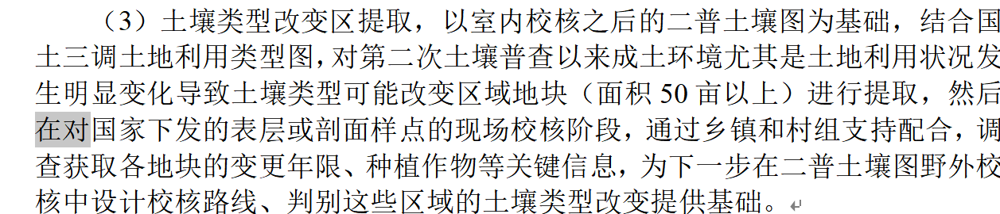 （3）土壤类型改变区提取，以室内校核之后的二普土壤图为基础，结合国
土三调土地利用类型图，对第二次土壤普查以来成土环境尤其是土地利用状况发
生明显变化导致土壤类型可能改变区域地块（面积 50 亩以上）进行提取，然后
在对国家下发的表层或剖面样点的现场校核阶段，通过乡镇和村组支持配合，调
查获取各地块的变更年限、种植作物等关键信息，为下一步在二普土壤图野外校
核中设计校核路线、判别这些区域的土壤类型改变提供基础。